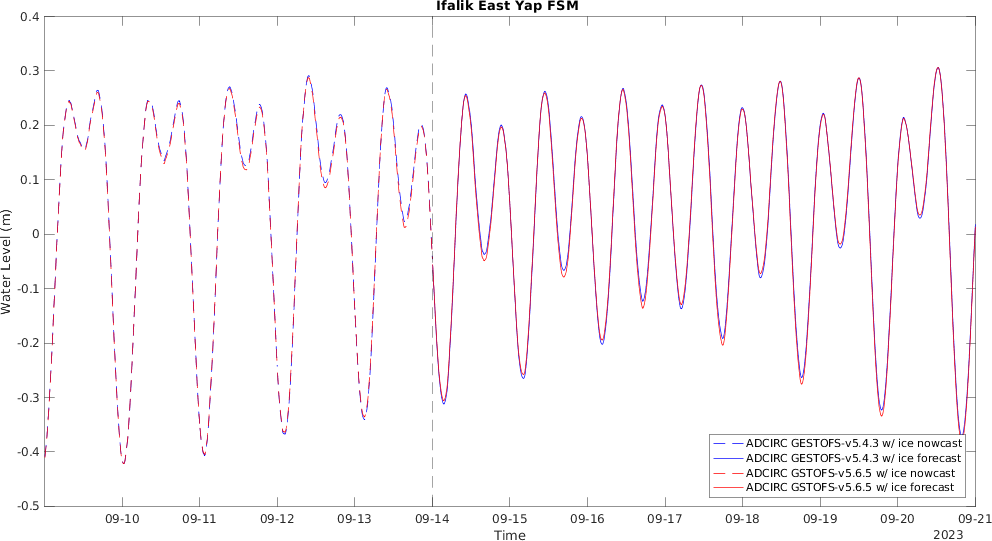 Ifalik East Yap FSM
0.4
0.3
0.2
0.1
0
-0.1
-0.2
-0.3
-0.4
-0.5
Water Level (m)
09-10 09-11 09-12 09-13 09-14 09-15 09-16 09-17 09-18 09-19 09-20 09-21
Time
2023
ADCIRC GESTOFS-v5.4.3 w/ ice nowcast
ADCIRC GESTOFS-v5.4.3 w/ ice forecast
ADCIRC GSTOFS-v5.6.5 w/ ice nowcast
ADCIRC GSTOFS-v5.6.5 w/ ice forecast